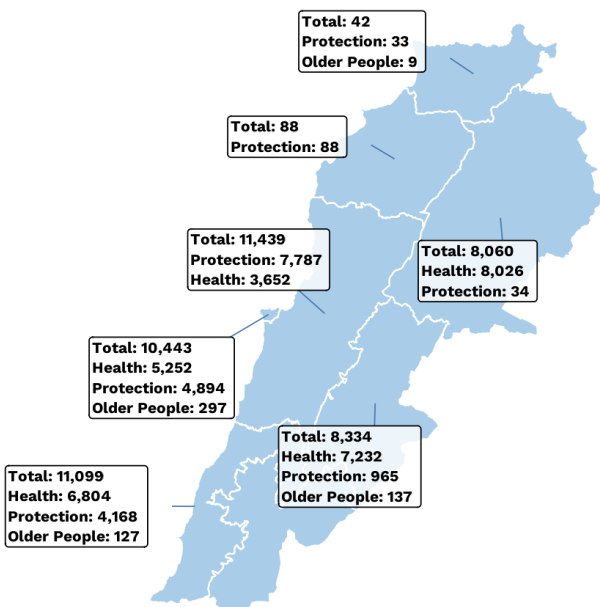 Total: 42
Protection: 33
Older People: 9
Total: 88
Protection: 88
Total: 11,439
Protection: 7,787
Health: 3,652
Total: 8,060
Health: 8,026
Protection: 34
Total: 10,443
Health: 5,252
Protection: 4,894
Older People: 297
Total: 8,334
Health: 7,232
Protection: 965
Older People: 137
Total: 11,099
Health: 6,804
Protection: 4,168
Older People: 127